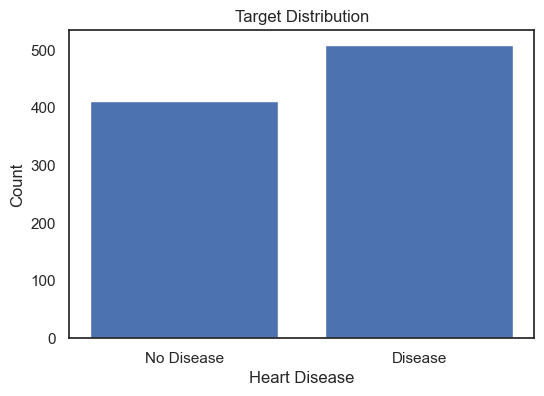 Target Distribution
500
400
300
200
100
0
Count
No Disease
Disease
Heart Disease